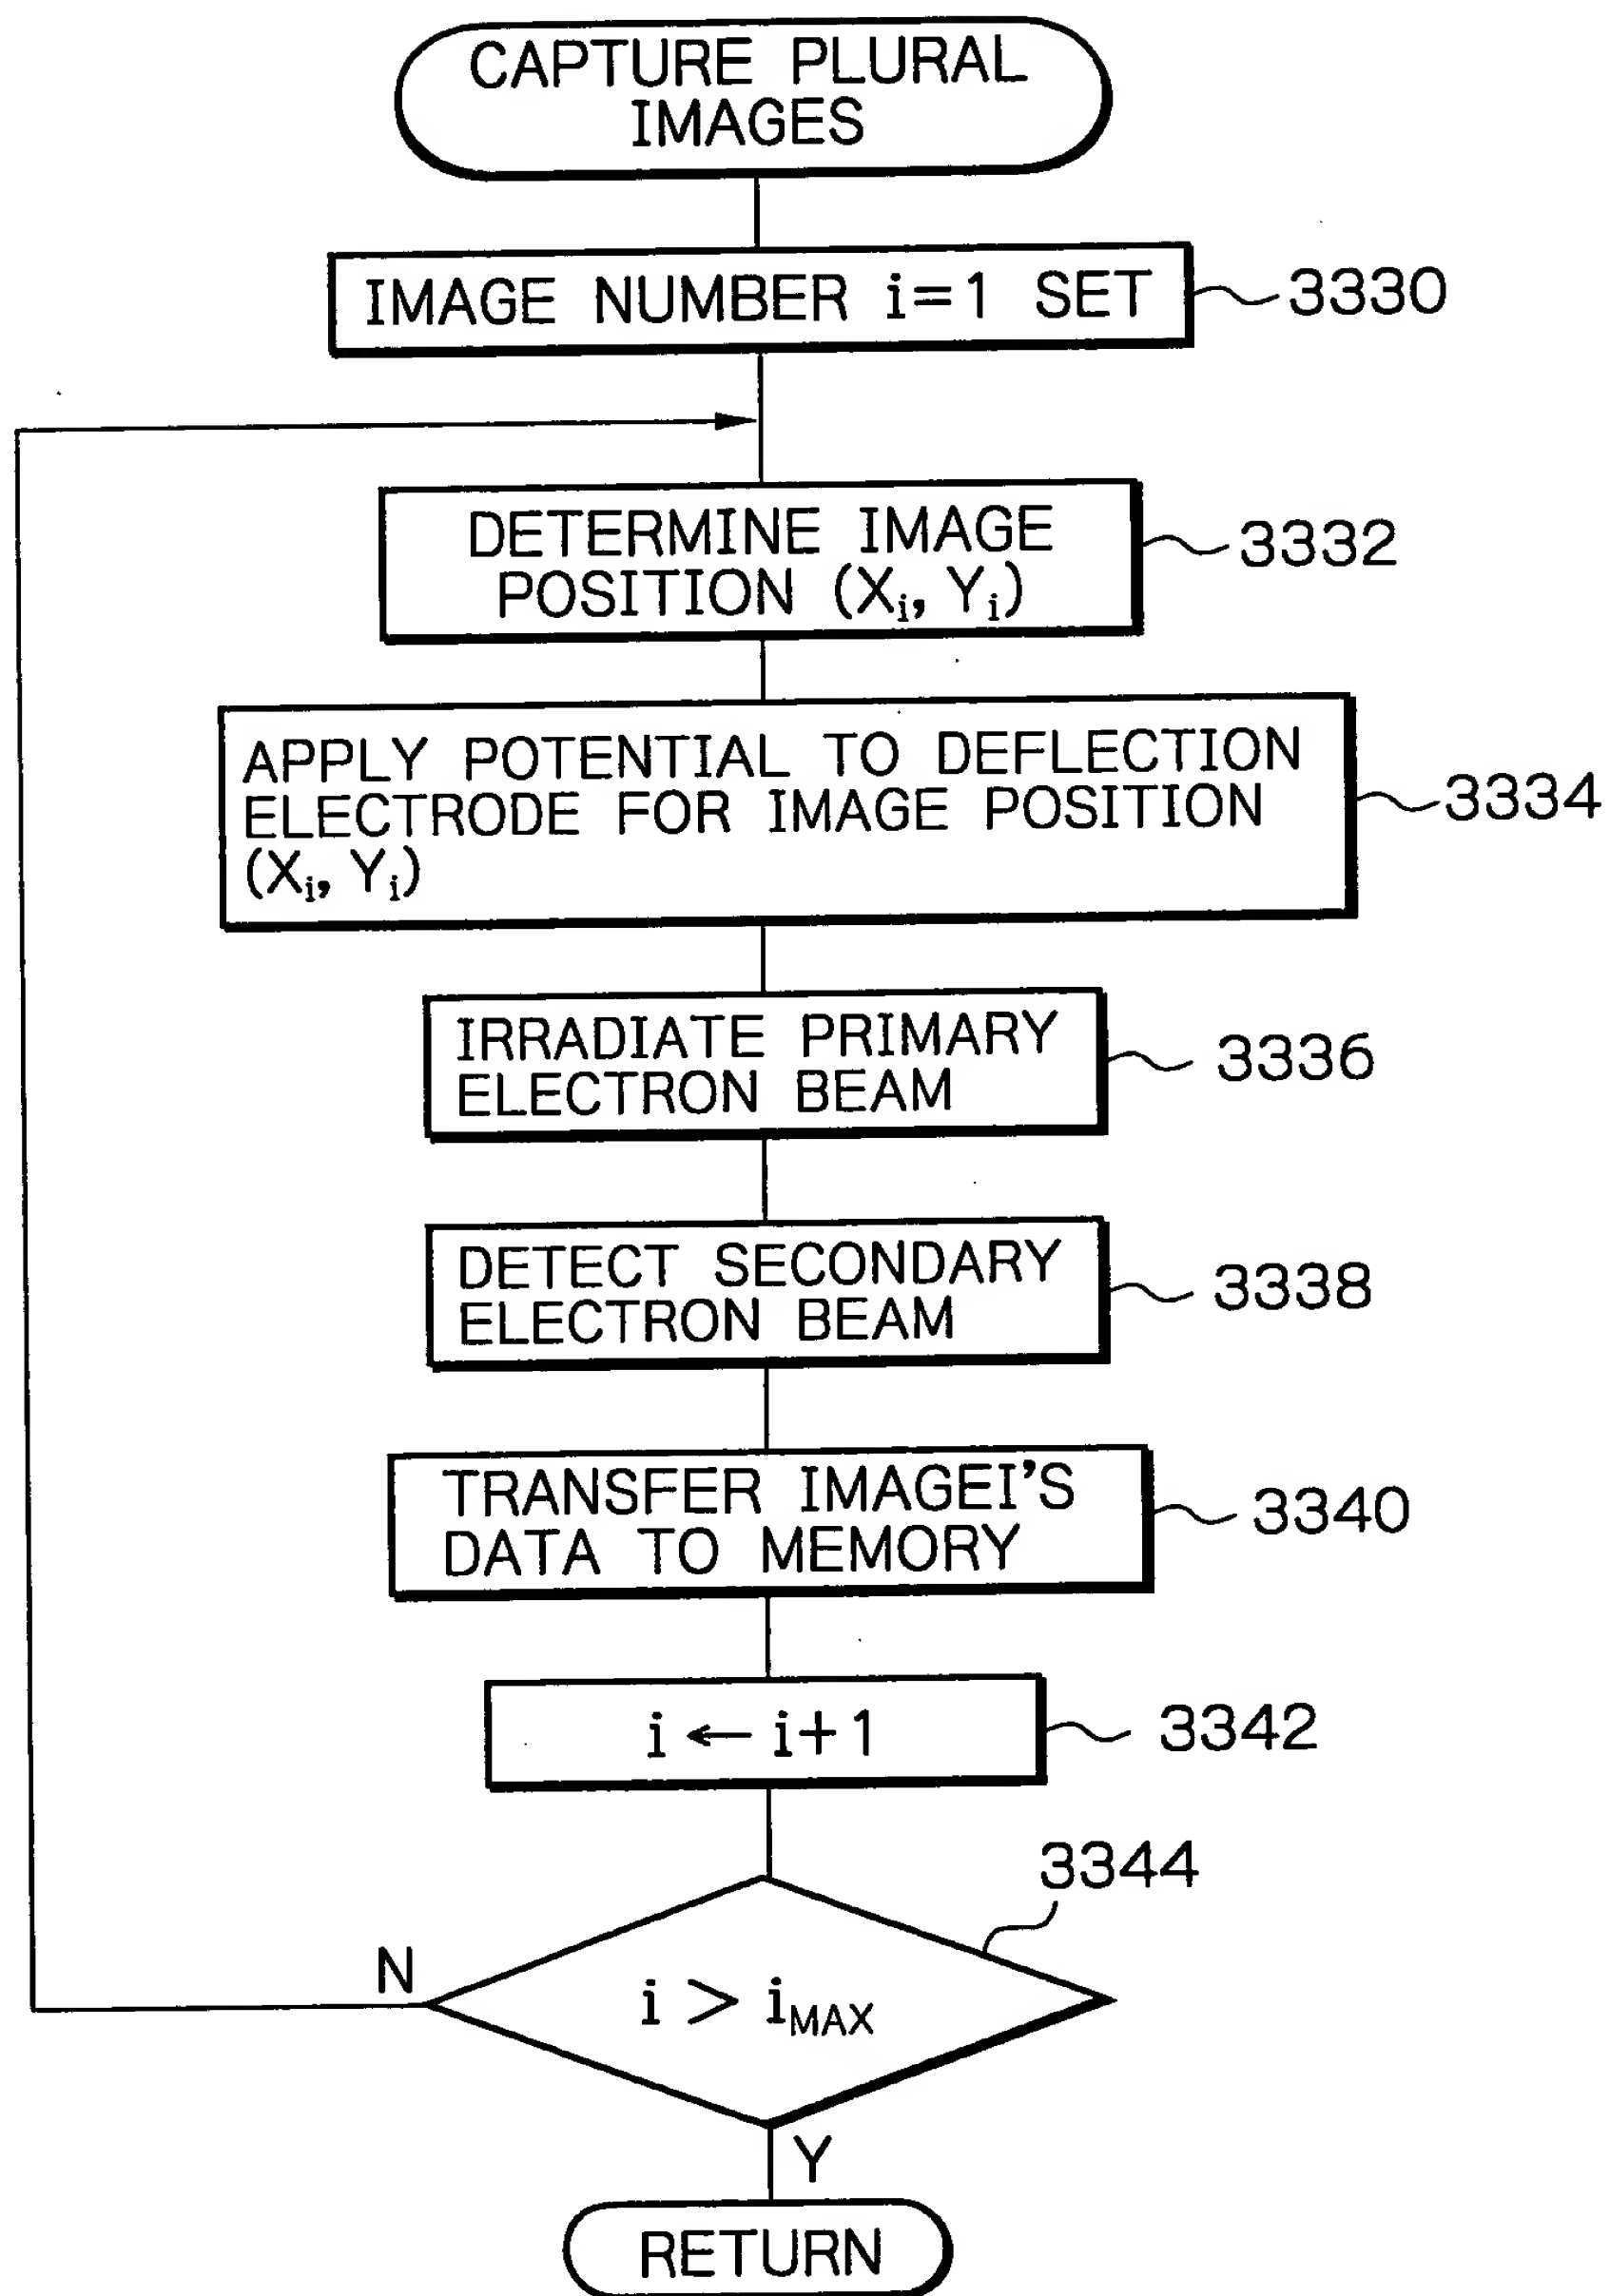 CAPTURE PLURAL
IMAGES
IMAGE NUMBER i=1 SET
3330
DETERMINE IMAGE
POSITION (Xi, Yi)
3332
APPLY POTENTIAL TO DEFLECTION
ELECTRODE FOR IMAGE POSITION
(Xi, Yi)
3334
IRRADIATE PRIMARY
ELECTRON BEAM
3336
DETECT SECONDARY
ELECTRON BEAM
3338
TRANSFER IMAGEI'S
DATA TO MEMORY
3340
i ← i+1
3342
3344
N
i > iMAX
Y
RETURN